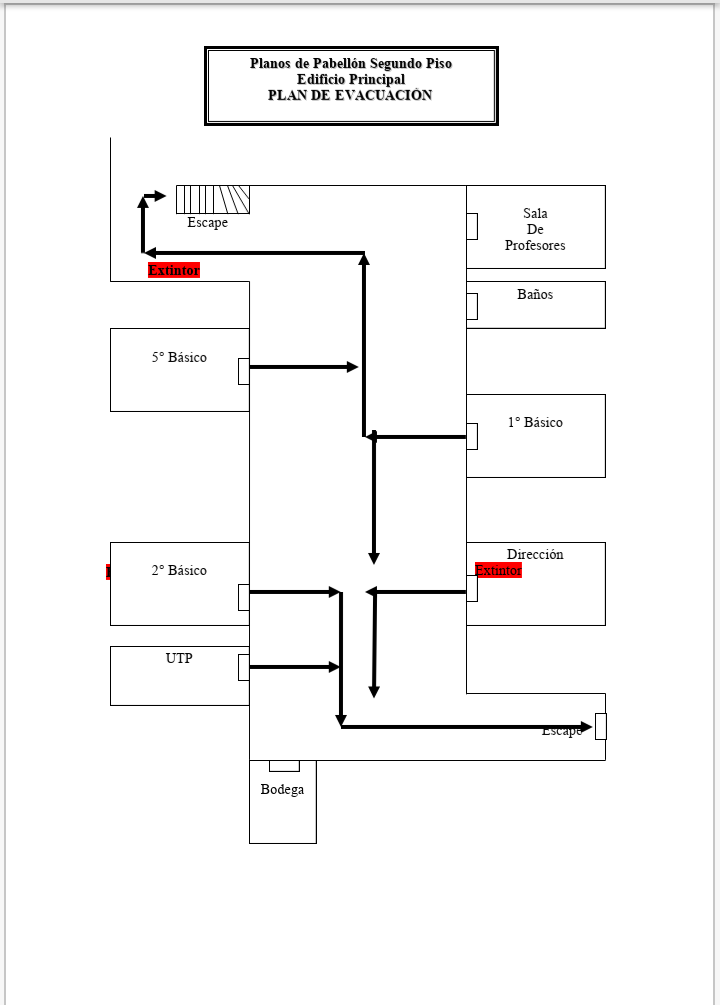 Planos de Pabellón Segundo Piso
Edificio Principal
PLAN DE EVACUACIÓN
Sala
De
Profesores
Escape
Extintor
Baños
5° Básico
1° Básico
Dirección
Extintor
2° Básico
UTP
Escape
Bodega